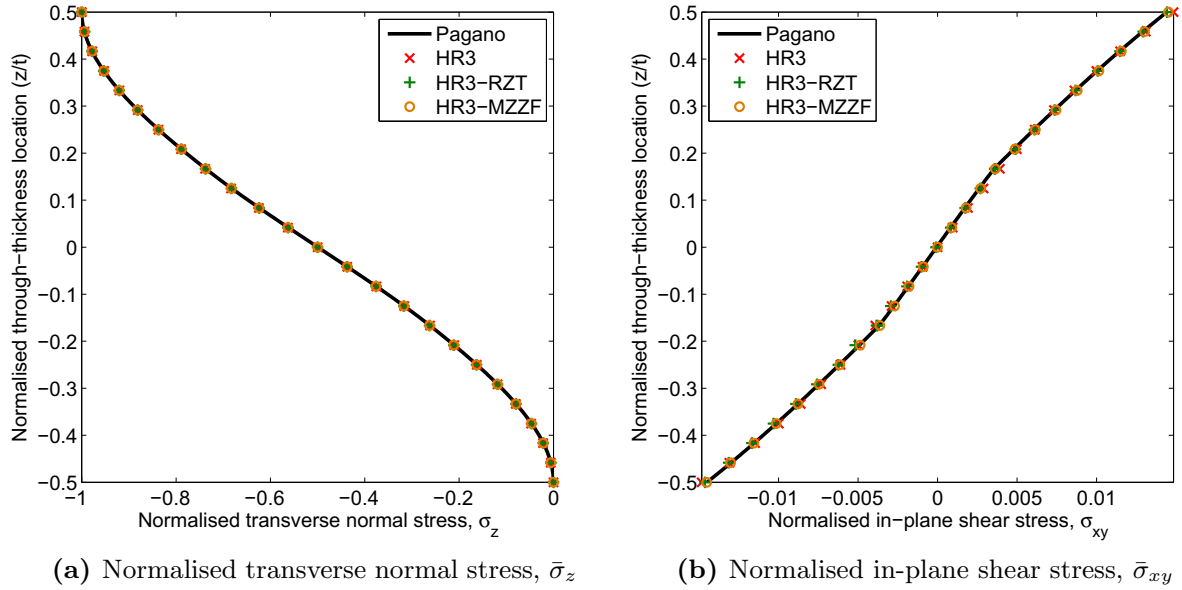 0.5
0.4
0.3
0.2
0.1
0
−0.1
−0.2
−0.3
−0.4
−0.5
Normalised through−thickness location (z/t)
Pagano
HR3
HR3−RZT
HR3−MZZF
−1
−0.8
−0.6
−0.4
−0.2
0
Normalised transverse normal stress, σz
(a) Normalised transverse normal stress, σ̄z
0.5
0.4
0.3
0.2
0.1
0
−0.1
−0.2
−0.3
−0.4
−0.5
Normalised through−thickness location (z/t)
Pagano
HR3
HR3−RZT
HR3−MZZF
−0.01
−0.005
0
0.005
0.01
Normalised in−plane shear stress, σxy
(b) Normalised in-plane shear stress, σ̄xy